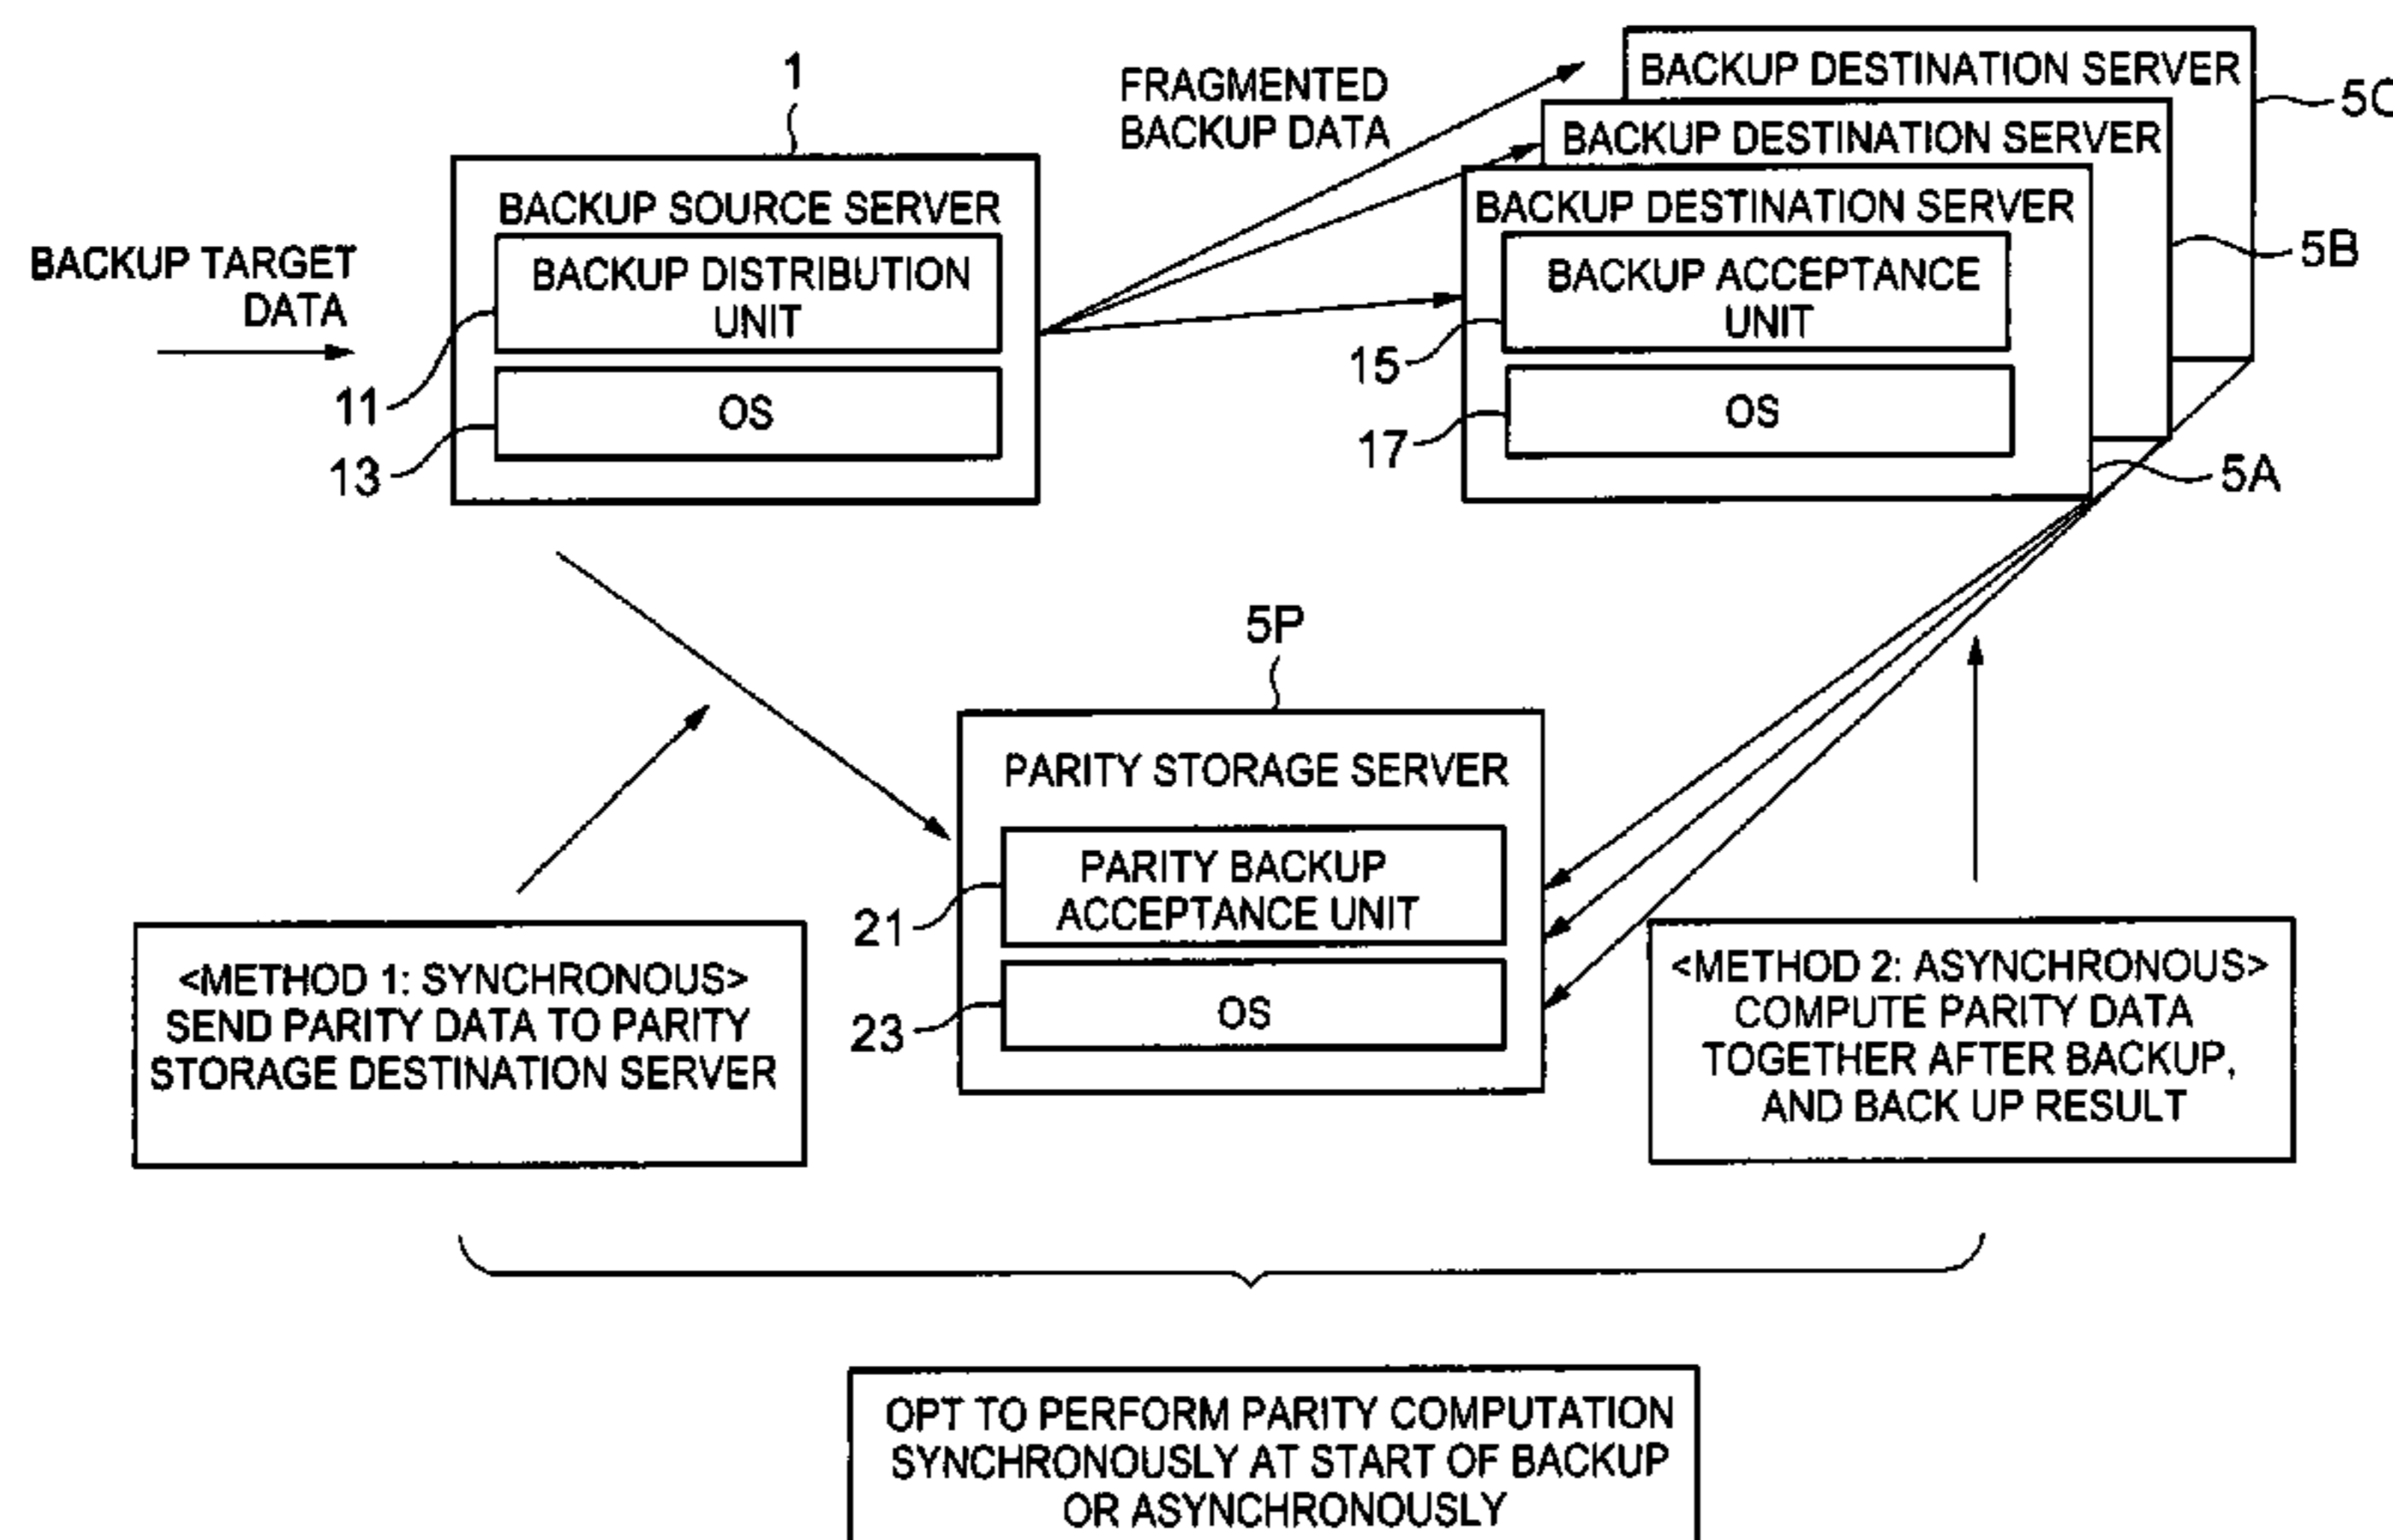 1
FRAGMENTED
BACKUP DATA
BACKUP DESTINATION SERVER
5C
BACKUP DESTINATION SERVER
5B
BACKUP DESTINATION SERVER
BACKUP ACCEPTANCE
UNIT
15
OS
17
5A
BACKUP TARGET
DATA
BACKUP SOURCE SERVER
BACKUP DISTRIBUTION
UNIT
11
OS
13
5P
PARITY STORAGE SERVER
PARITY BACKUP
ACCEPTANCE UNIT
21
OS
23
<METHOD 1: SYNCHRONOUS>
SEND PARITY DATA TO PARITY
STORAGE DESTINATION SERVER
<METHOD 2: ASYNCHRONOUS>
COMPUTE PARITY DATA
TOGETHER AFTER BACKUP,
AND BACK UP RESULT
OPT TO PERFORM PARITY COMPUTATION
SYNCHRONOUSLY AT START OF BACKUP
OR ASYNCHRONOUSLY